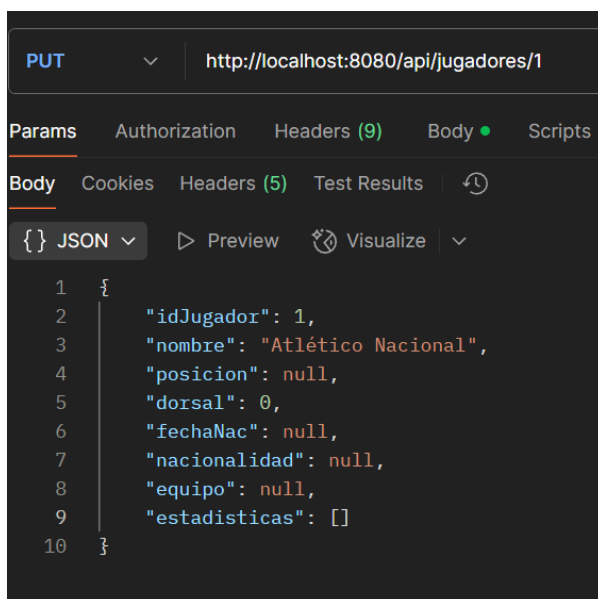 PUT http://localhost:8080/api/jugadores/1
Params Authorization Headers (9) Body Scripts
Body Cookies Headers (5) Test Results
{} JSON Preview Visualize
1 {
2 "idJugador": 1,
3 "nombre": "Atlético Nacional",
4 "posicion": null,
5 "dorsal": 0,
6 "fechaNac": null,
7 "nacionalidad": null,
8 "equipo": null,
9 "estadisticas": []
10 }